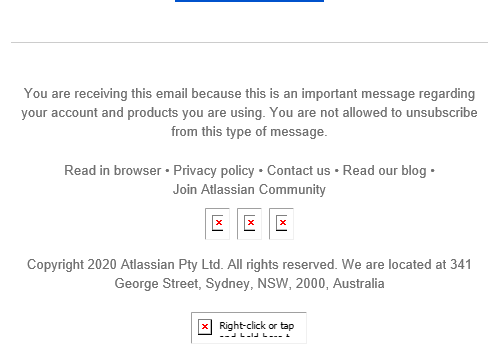 You are receiving this email because this is an important message regarding
your account and products you are using. You are not allowed to unsubscribe
from this type of message.
Read in browser • Privacy policy • Contact us • Read our blog •
Join Atlassian Community
Copyright 2020 Atlassian Pty Ltd. All rights reserved. We are located at 341
George Street, Sydney, NSW, 2000, Australia
Right-click or tap
and hold here t